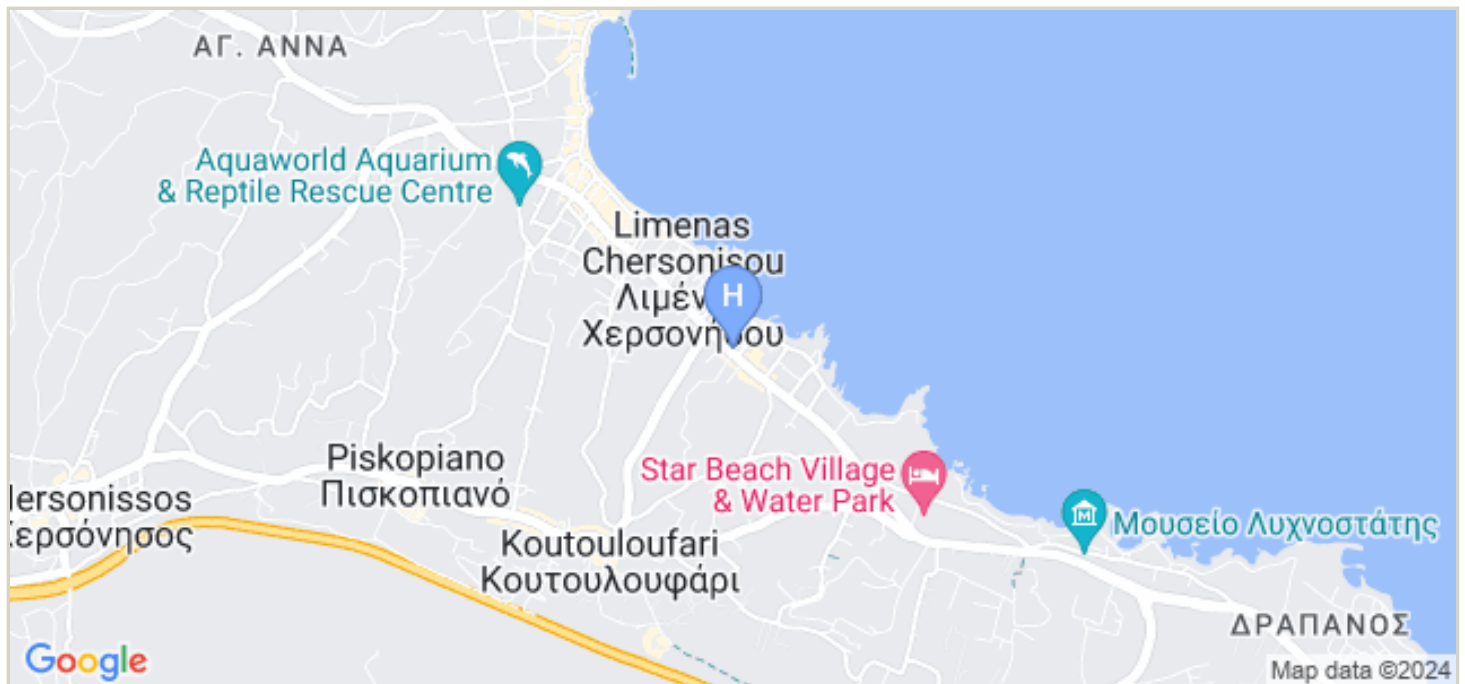 ΑΓ. ΑΝΝΑ
Aquaworld Aquarium
& Reptile Rescue Centre
Limenas
Chersonisou
Χερσονήσου
H
Piskopiano
Πισκοπιανό
Star Beach Village
& Water Park
Μουσείο Λυχνοστάτης
Koutouloufari
Κουτουλουφάρι
ΔΡΑΠΑΝΟΣ
Google
Map data ©2024